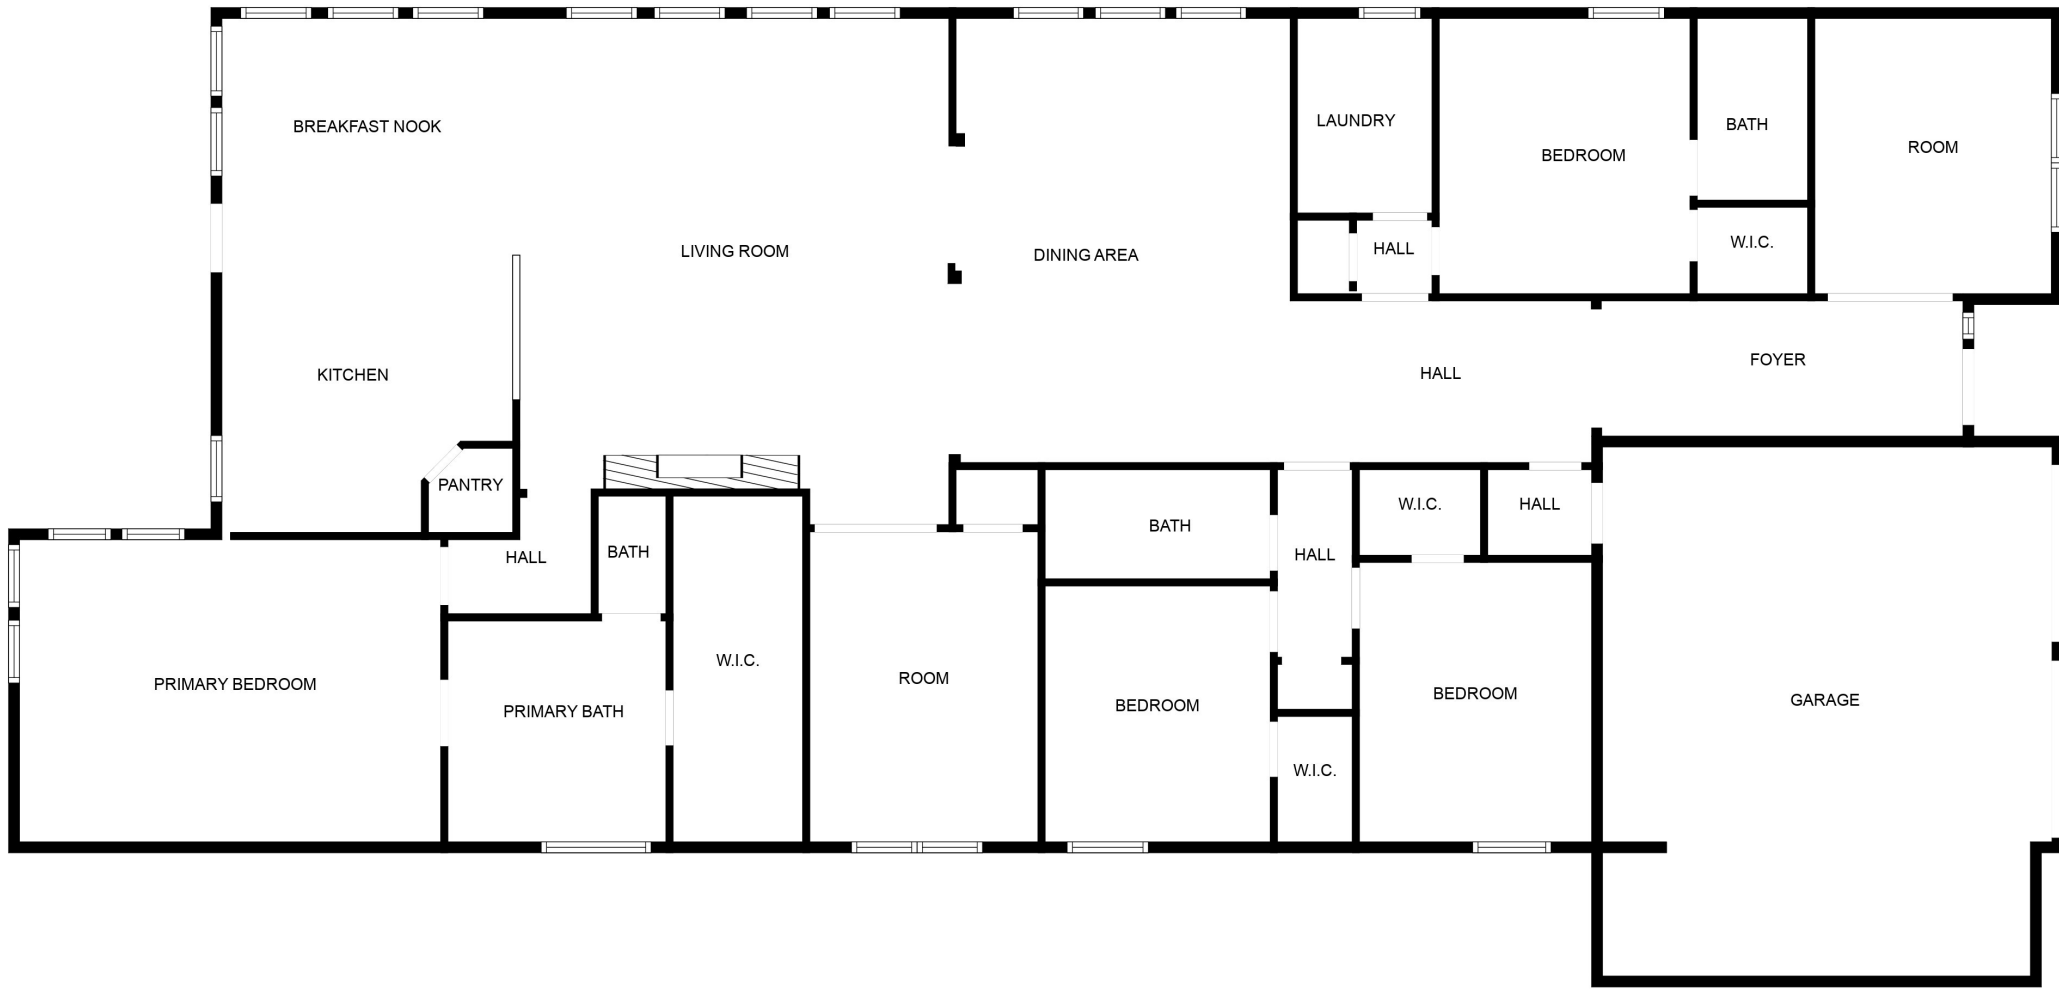 LAUNDRY
BREAKFAST NOOK
BATH
ROOM
BEDROOM
W.I.C.
HALL
LIVING ROOM
DINING AREA
FOYER
HALL
KITCHEN
PANTRY
W.I.C.
HALL
BATH
HALL
BATH
HALL
W.I.C.
ROOM
PRIMARY BEDROOM
BEDROOM
GARAGE
BEDROOM
PRIMARY BATH
W.I.C.